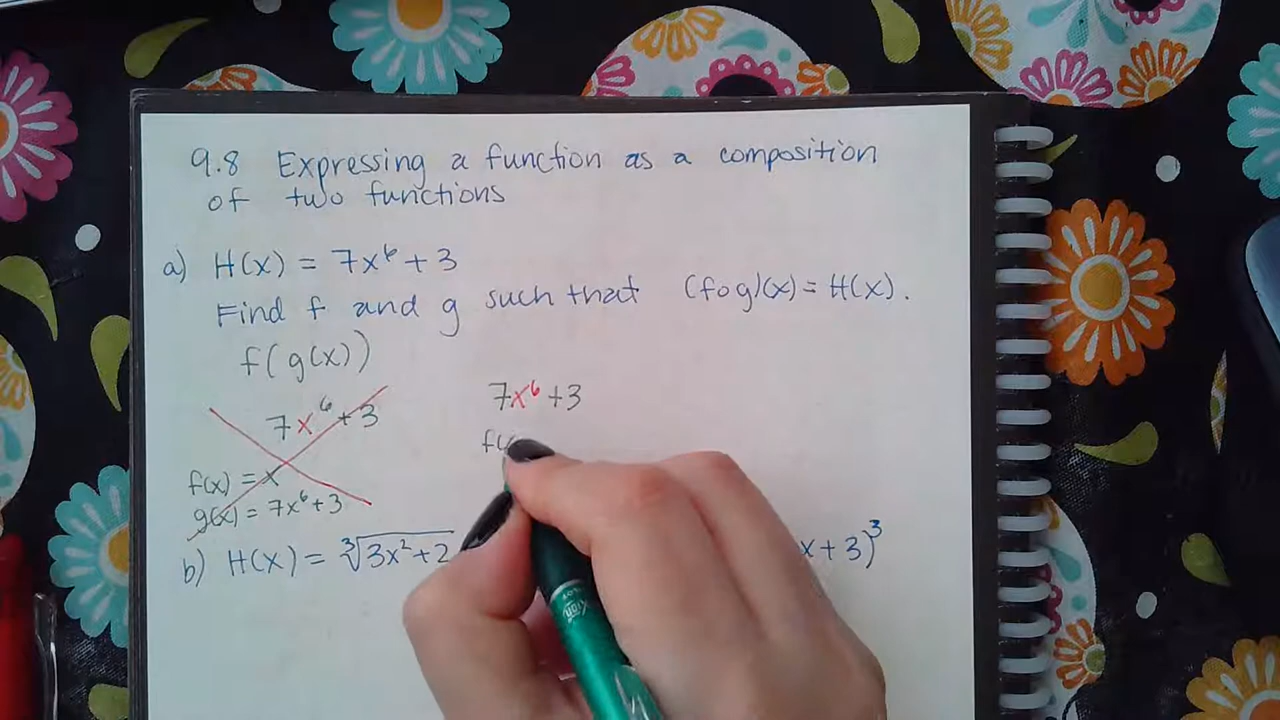 9.8 Expressing a function as a composition
of two functions
a) H(x) = 7x⁶ + 3
Find f and g such that (fog)(x) = H(x).
f(g(x))
7x⁶ + 3
7x⁶ + 3
f(
f(x) = x
g(x) = 7x⁶ + 3
b) H(x) = ∛3x² + 2
x + 3)³